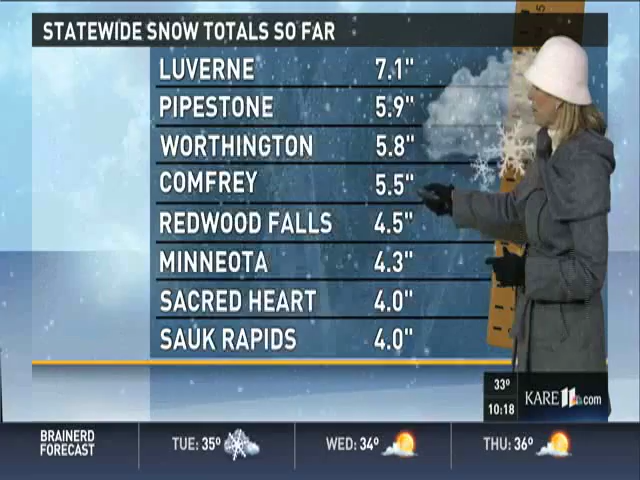 STATEWIDE SNOW TOTALS SO FAR
LUVERNE 7.1"
PIPESTONE 5.9"
WORTHINGTON 5.8"
COMFREY 5.5"
REDWOOD FALLS 4.5"
MINNEOTA 4.3"
SACRED HEART 4.0"
SAUK RAPIDS 4.0"
33°
10:18
KARE 11.com
BRAINERD
FORECAST
TUE: 35°
WED: 34°
THU: 36°